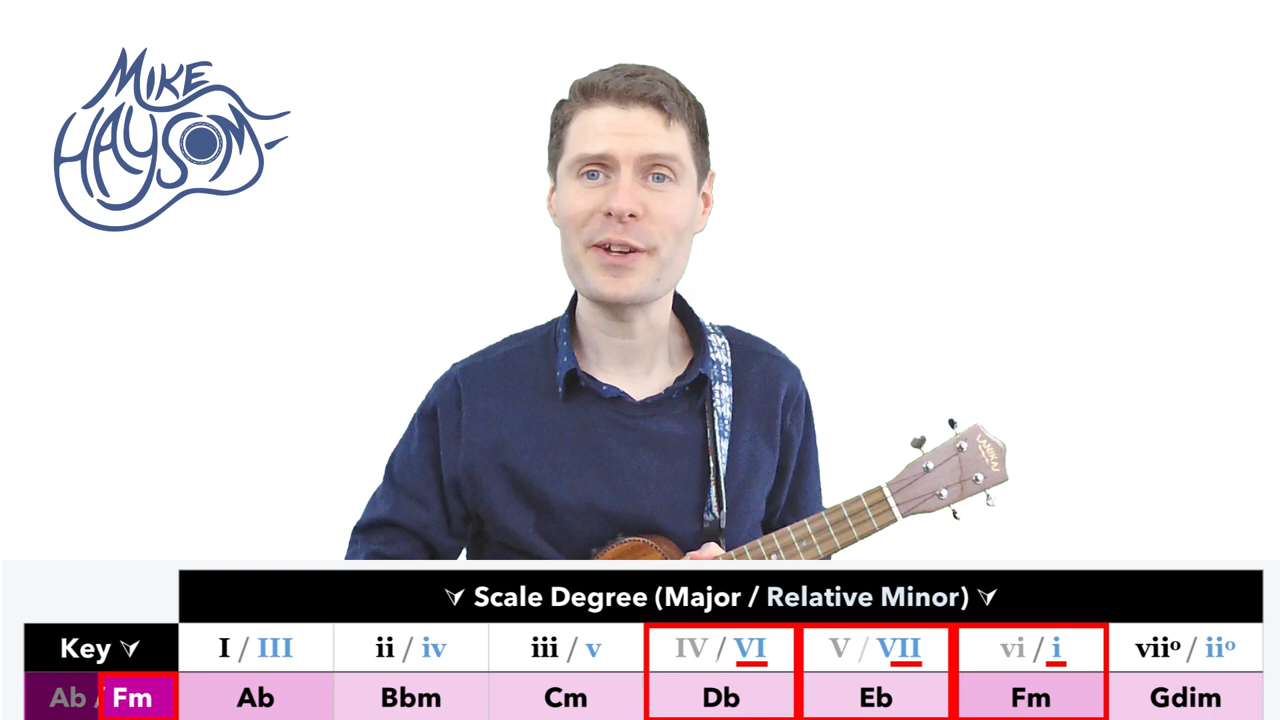 MIKE
HAYSOM
LANIKAI
⮛ Scale Degree (Major / Relative Minor) ⮛
Key ⮛ I / III ii / iv iii / v IV / VI V / VII vi / i viiº / iiº
Ab / Fm Ab Bbm Cm Db Eb Fm Gdim